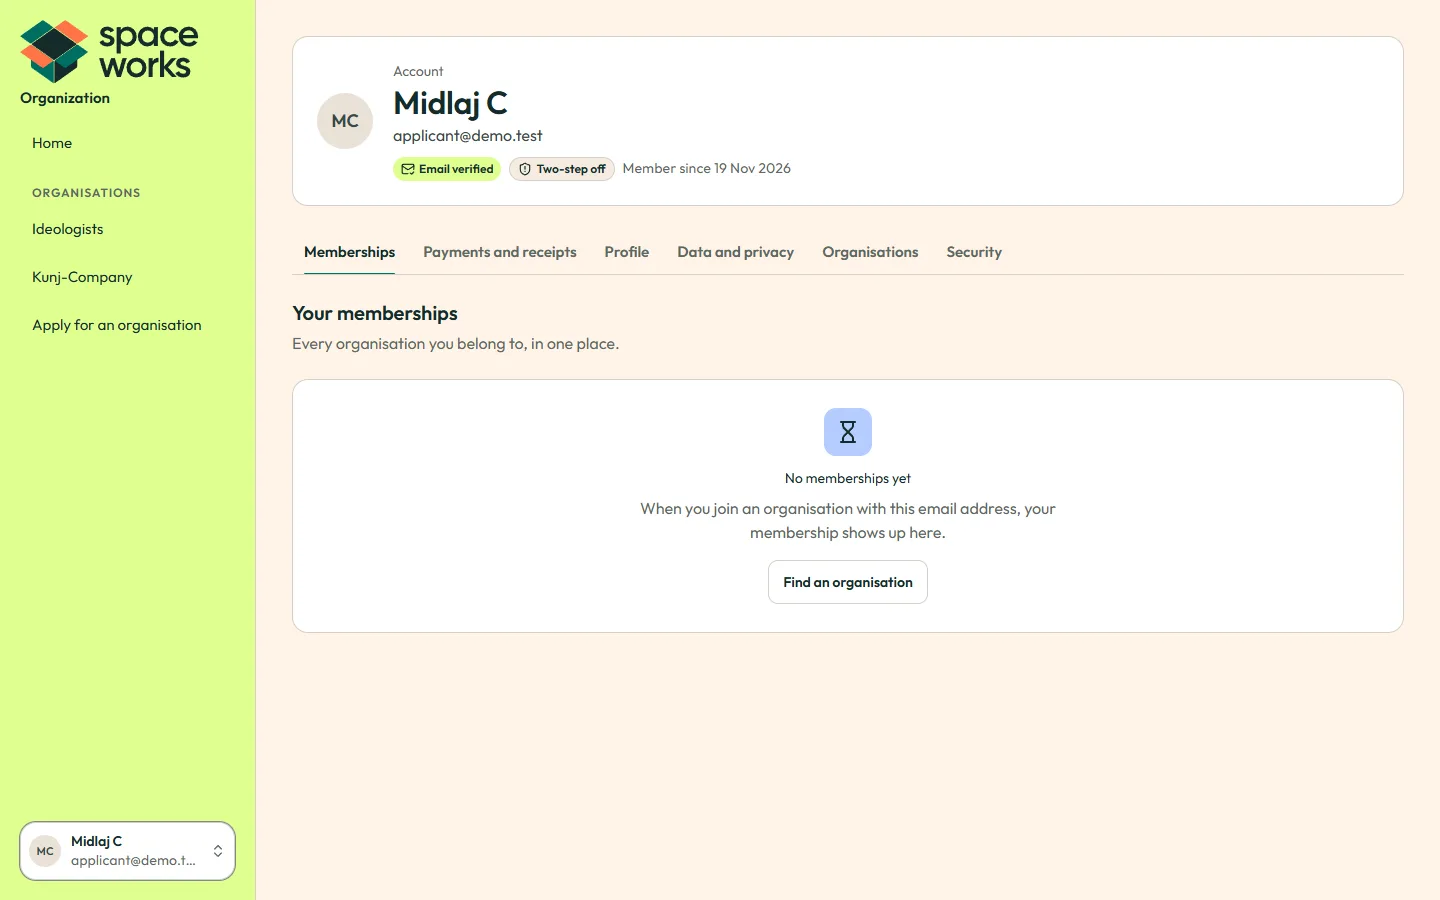 space
works
Organization
Home
ORGANISATIONS
Ideologists
Kunj-Company
Apply for an organisation
MC
Midlaj C
applicant@demo.t...
Account
MC
Midlaj C
applicant@demo.test
Email verified
Two-step off
Member since 19 Nov 2026
Memberships
Payments and receipts
Profile
Data and privacy
Organisations
Security
Your memberships
Every organisation you belong to, in one place.
No memberships yet
When you join an organisation with this email address, your
membership shows up here.
Find an organisation